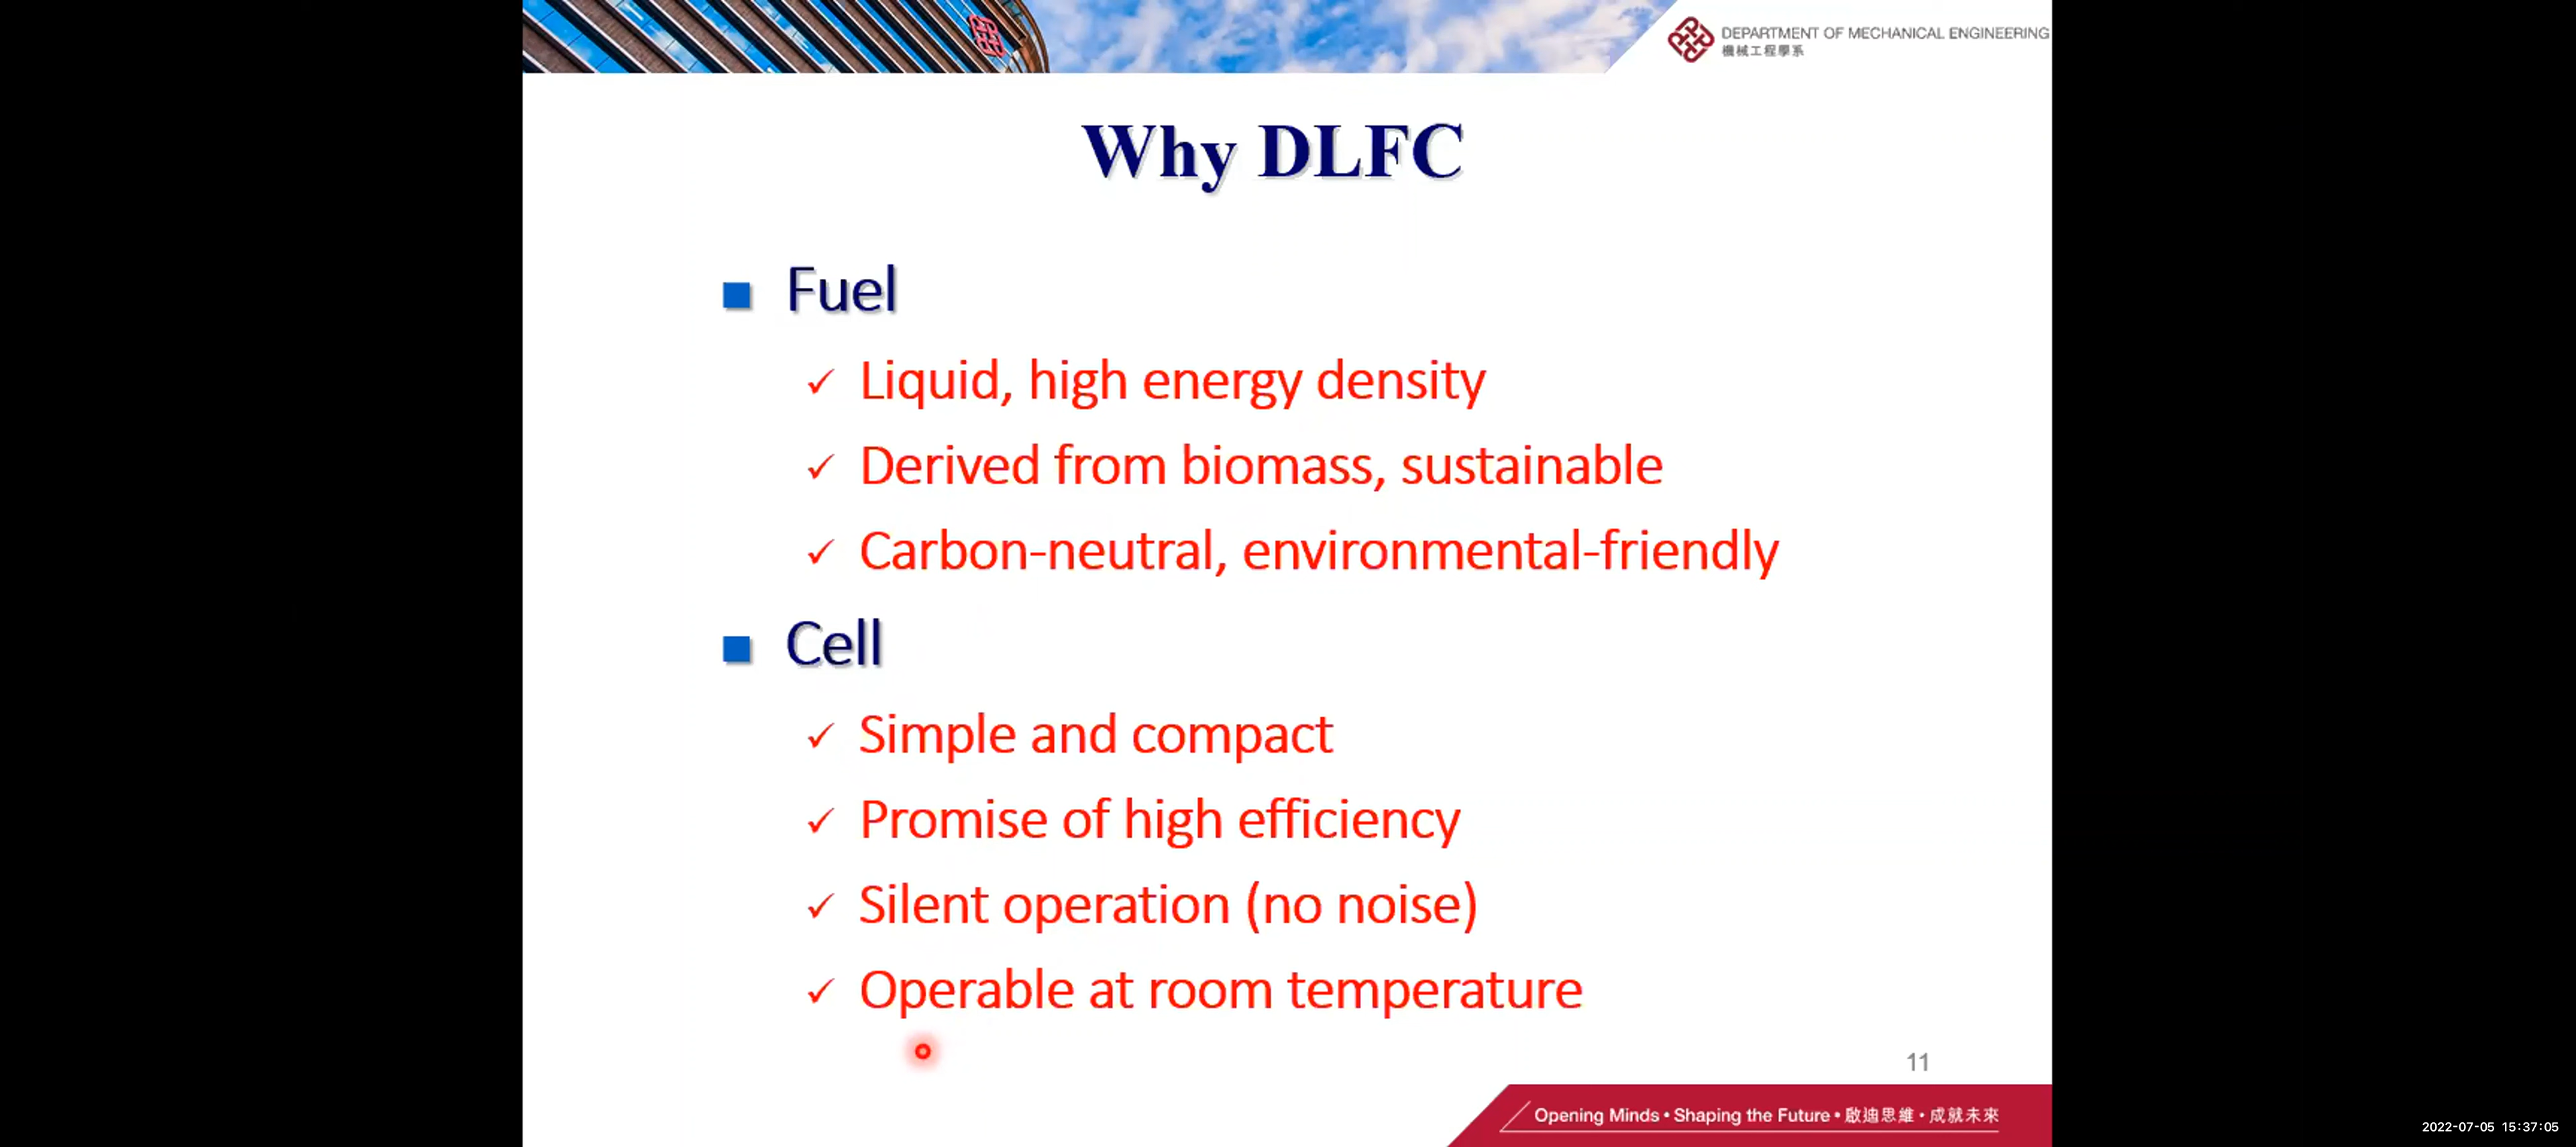 DEPARTMENT OF MECHANICAL ENGINEERING
機械工程學系
Why DLFC
Fuel
✓ Liquid, high energy density
✓ Derived from biomass, sustainable
✓ Carbon-neutral, environmental-friendly
Cell
✓ Simple and compact
✓ Promise of high efficiency
✓ Silent operation (no noise)
✓ Operable at room temperature
11
Opening Minds • Shaping the Future • 啟迪思維 • 成就未來
2022-07-05 15:37:05